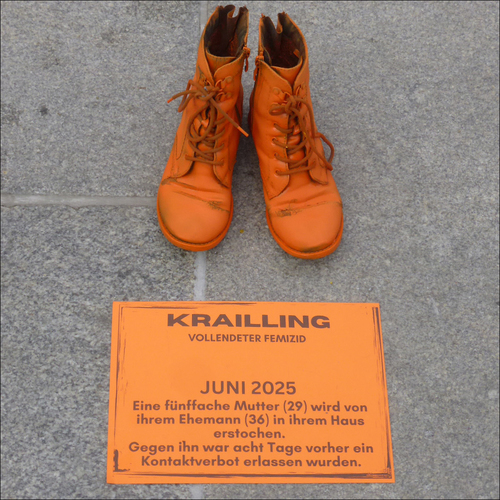 KRAILLING
VOLLENDETER FEMIZID
JUNI 2025
Eine fünffache Mutter (29) wird von
ihrem Ehemann (36) in ihrem Haus
erstochen.
Gegen ihn war acht Tage vorher ein
Kontaktverbot erlassen wurden.